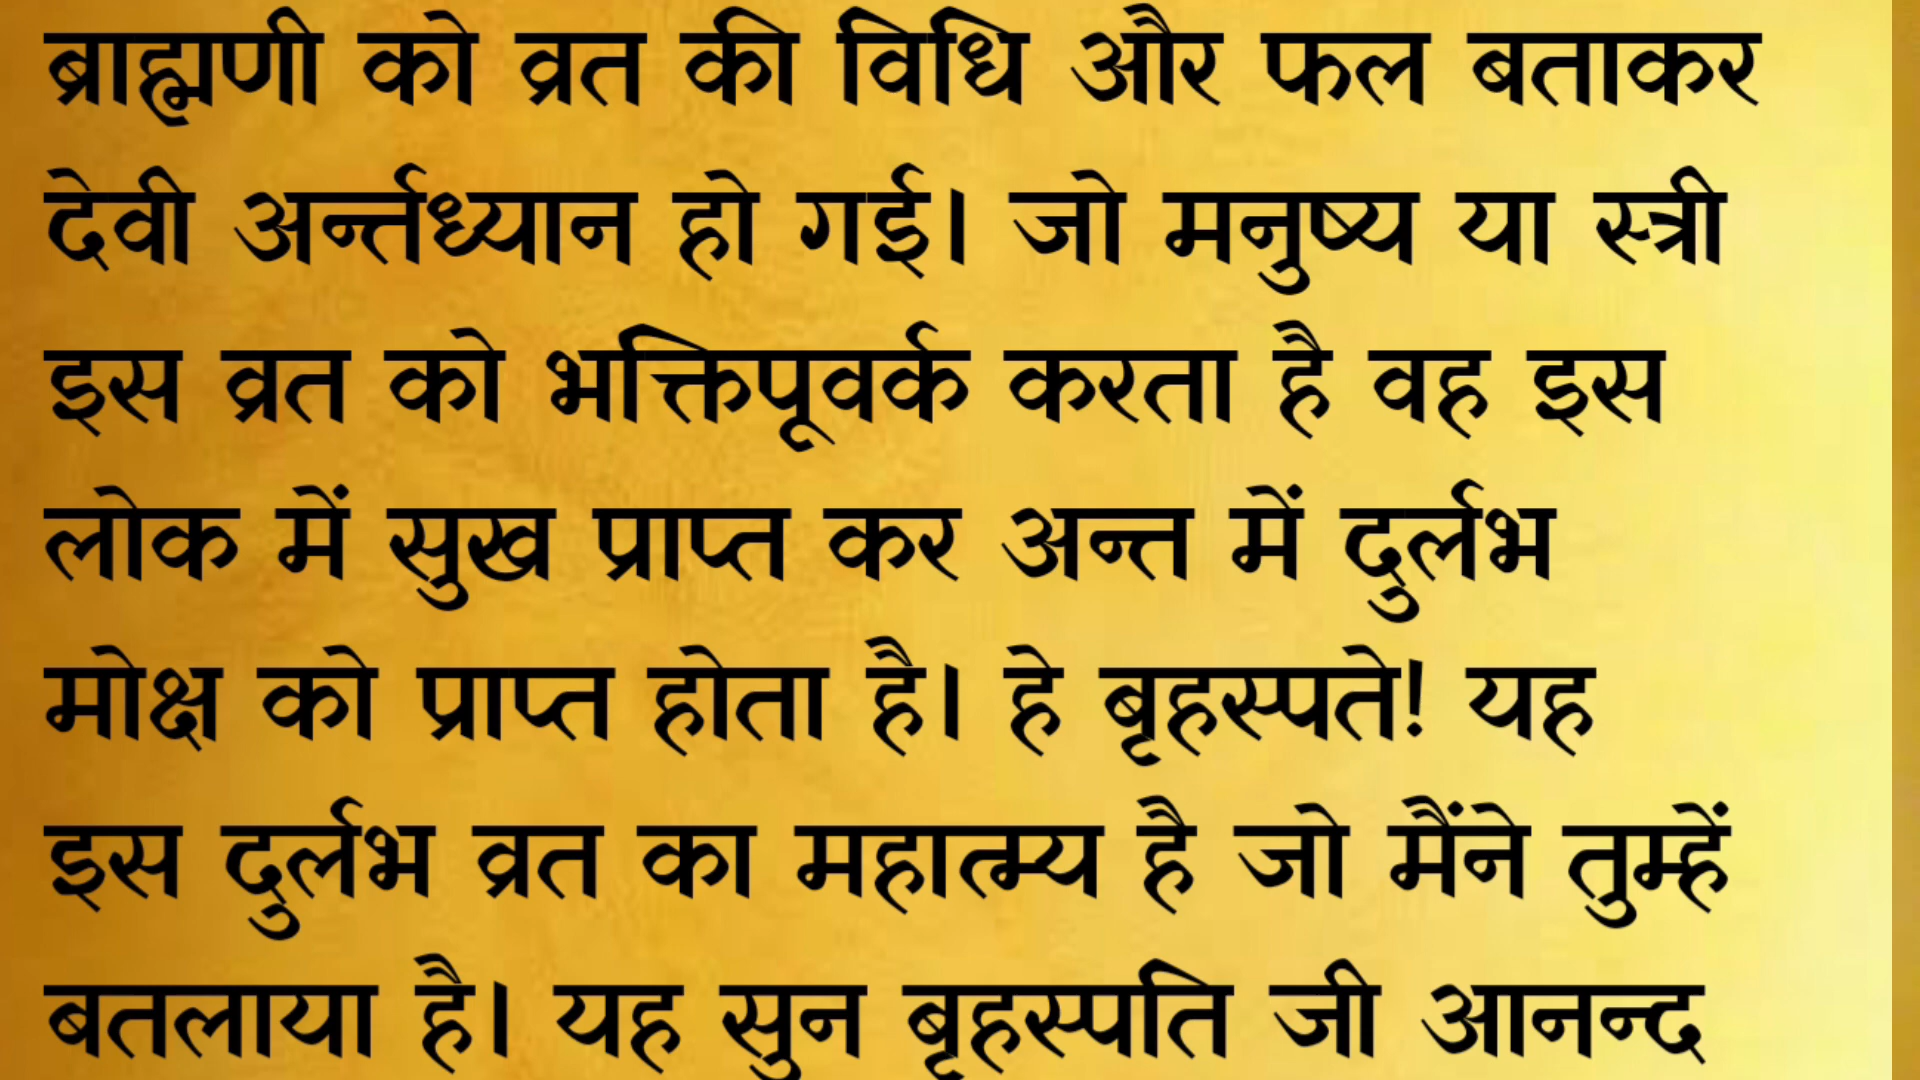 ब्राह्मणी को व्रत की विधि और फल बताकर
देवी अर्न्तध्यान हो गई। जो मनुष्य या स्त्री
इस व्रत को भक्तिपूवर्क करता है वह इस
लोक में सुख प्राप्त कर अन्त में दुर्लभ
मोक्ष को प्राप्त होता है। हे बृहस्पते! यह
इस दुर्लभ व्रत का महात्म्य है जो मैंने तुम्हें
बतलाया है। यह सुन बृहस्पति जी आनन्द